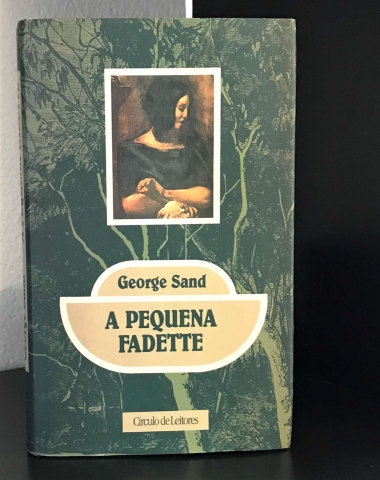 George Sand
A PEQUENA
FADETTE
Círculo de Leitores